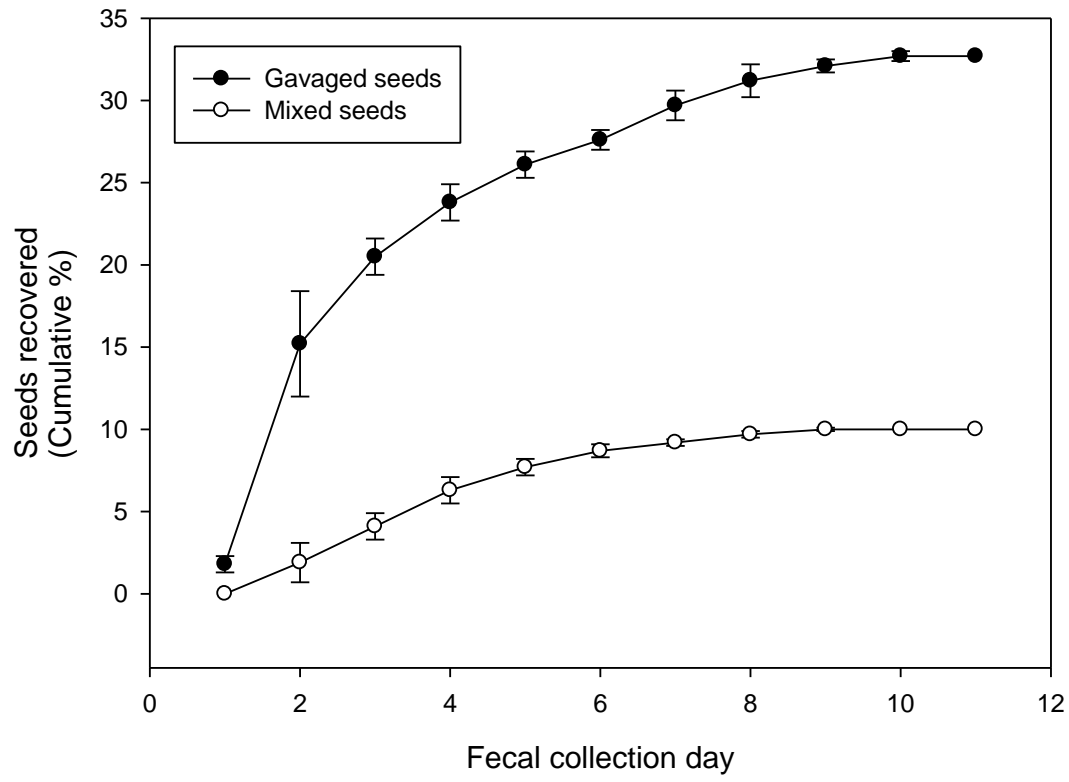 35
30
25
20
15
10
5
0
Seeds recovered
(Cumulative %)
Gavaged seeds
Mixed seeds
0 2 4 6 8 10 12
Fecal collection day